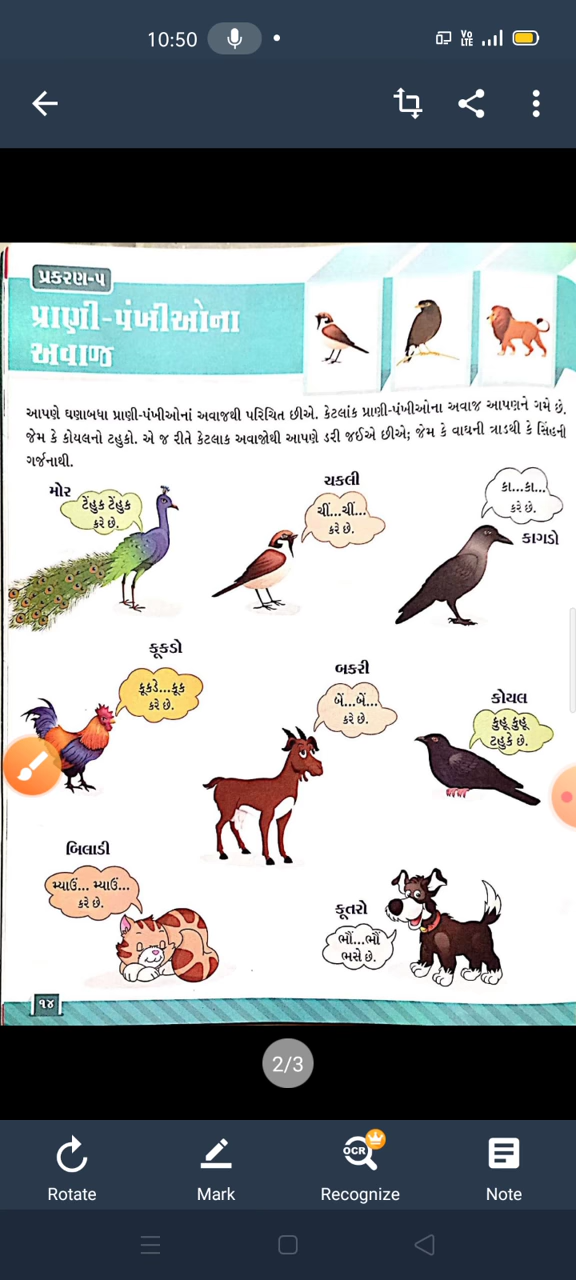 10:50
Vo
LTE
પ્રકરણ-૫
પ્રાણી-પંખીઓના
અવાજ
આપણે ઘણાબધા પ્રાણી-પંખીઓનાં અવાજથી પરિચિત છીએ. કેટલાંક પ્રાણી-પંખીઓના અવાજ આપણને ગમે છે.
જેમ કે કોયલનો ટહુકો. એ જ રીતે કેટલાક અવાજોથી આપણે ડરી જઈએ છીએ; જેમ કે વાઘની ત્રાડથી કે સિંહની
ગર્જનાથી.
મોર
ટેંહુક ટેંહુક
કરે છે.
ચકલી
ચીં...ચીં...
કરે છે.
કા...કા...
કરે છે.
કાગડો
કૂકડો
કૂકડે...કૂક
કરે છે.
બકરી
બેં...બેં...
કરે છે.
કોયલ
કુહૂ કુહૂ
ટહુકે છે.
બિલાડી
મ્યાઉં... મ્યાઉં...
કરે છે.
કૂતરો
ભૌં...ભૌં
ભસે છે.
૧૪
2/3
OCR
Rotate
Mark
Recognize
Note